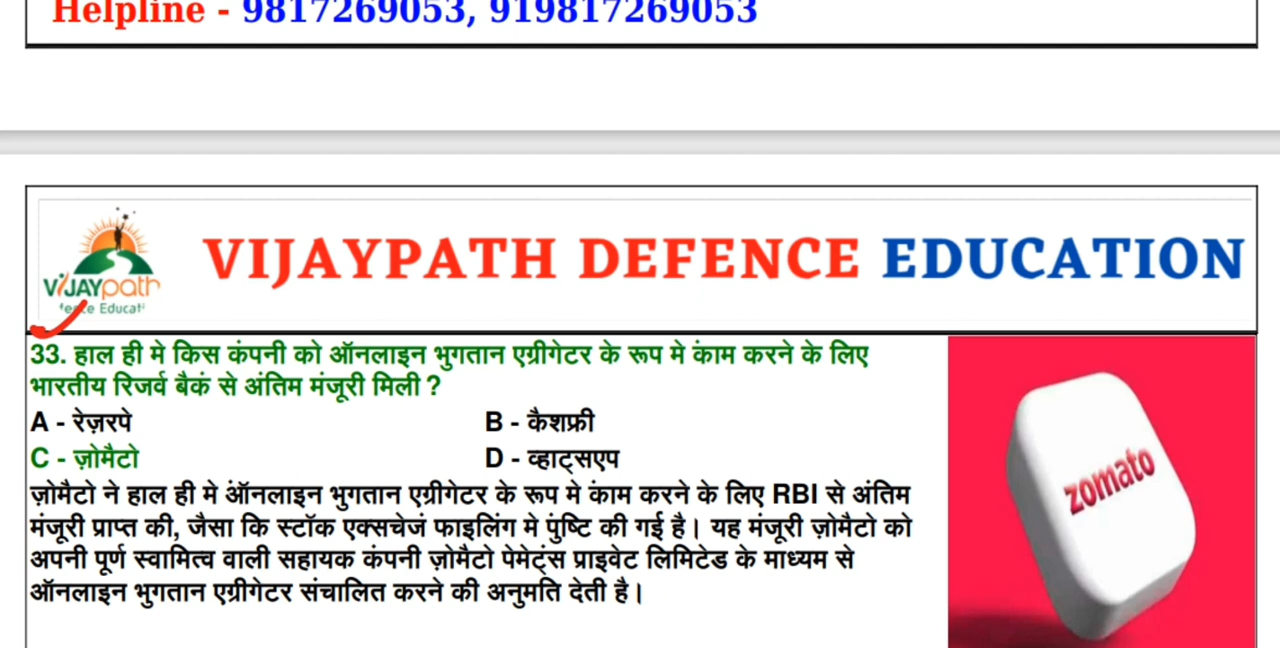 Helpline - 9817269053, 919817269053
VIJAYPATH DEFENCE EDUCATION
VIJAYpath
33. हाल ही मे किस कंपनी को ऑनलाइन भुगतान एग्रीगेटर के रूप मे काम करने के लिए
भारतीय रिजर्व बैकं से अंतिम मंजूरी मिली ?
A - रेज़रपे
B - कैशफ्री
C - ज़ोमैटो
D - व्हाट्सएप
ज़ोमैटो ने हाल ही मे ऑनलाइन भुगतान एग्रीगेटर के रूप मे काम करने के लिए RBI से अंतिम
मंजूरी प्राप्त की, जैसा कि स्टॉक एक्सचेजं फाइलिंग मे पुष्टि की गई है। यह मंजूरी ज़ोमैटो को
अपनी पूर्ण स्वामित्व वाली सहायक कंपनी ज़ोमैटो पेमेट्ंस प्राइवेट लिमिटेड के माध्यम से
ऑनलाइन भुगतान एग्रीगेटर संचालित करने की अनुमति देती है।
zomato